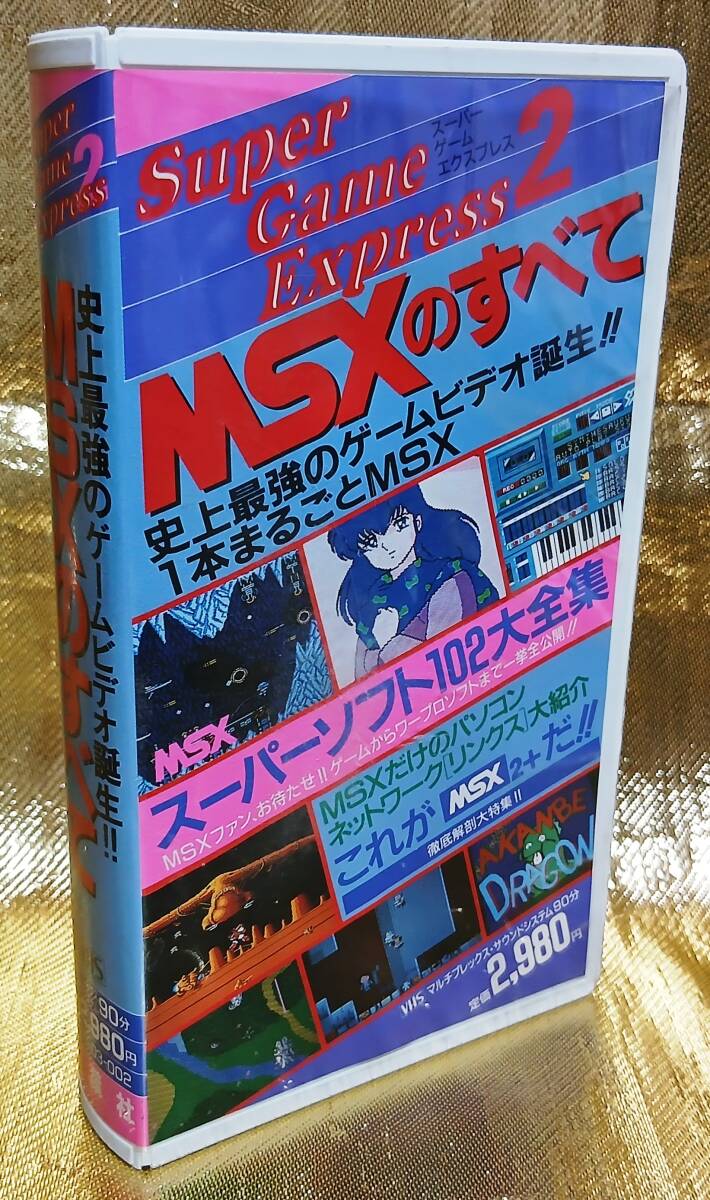 Super
Game
Express 2
スーパー
ゲーム
エクスプレス
MSXのすべて
史上最強のゲームビデオ誕生!!
1本まるごとMSX
MSX
スーパーソフト102大全集
MSXファン、お待たせ!!ゲームからワープロソフトまで一挙全公開!!
MSXだけのパソコン
ネットワーク[リンクス]大紹介
これがMSX2+だ!!
徹底解剖大特集!!
AKANBE
DRAGON
VHS、マルチプレックス・サウンドシステム90分
定価2,980円
史上最強のゲームビデオ誕生!!
MSXのすべて
90分
980円
3-002
社